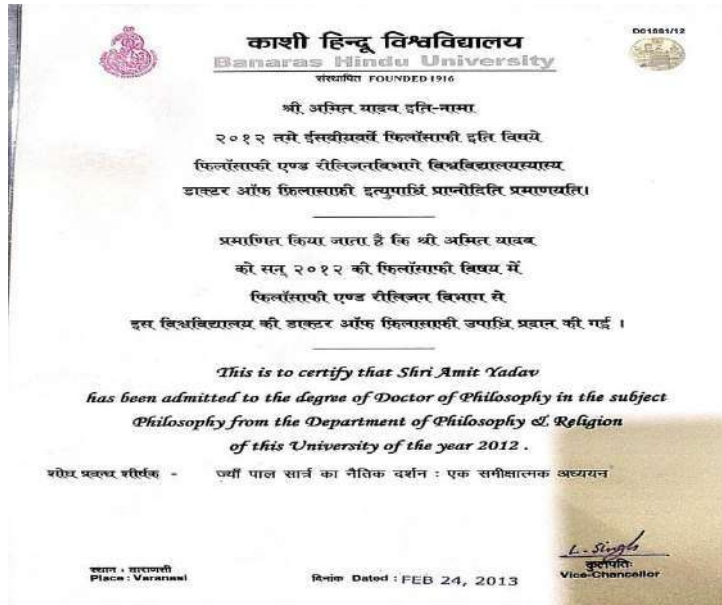 D01581/12
काशी हिन्दू विश्वविद्यालय
Banaras Hindu University
संस्थापित FOUNDED 1916
श्री अमित यादव इति-नामा
२०१२ तमे ईसवीयवर्षे फिलॉसाफी इति विषये
फिलॉसाफी एण्ड रीलिजनविभागे विश्वविद्यालयस्यास्य
डाक्टर ऑफ फ़िलासाफ़ी इत्युपाधिं प्राप्नोदिति प्रमाणयति।
प्रमाणित किया जाता है कि श्री अमित यादव
को सन् २०१२ की फिलॉसाफी विषय में
फिलॉसाफी एण्ड रीलिजन विभाग से
इस विश्वविद्यालय की डाक्टर ऑफ फ़िलासाफ़ी उपाधि प्रदान की गई ।
This is to certify that Shri Amit Yadav
has been admitted to the degree of Doctor of Philosophy in the subject
Philosophy from the Department of Philosophy & Religion
of this University of the year 2012 .
शोध प्रबन्ध शीर्षक - ज्याँ पाल सार्त्र का नैतिक दर्शन : एक समीक्षात्मक अध्ययन
L. Singh
स्थान : वाराणसी
Place : Varanasi
दिनांक Dated : FEB 24, 2013
कुलपतिः
Vice-Chancellor